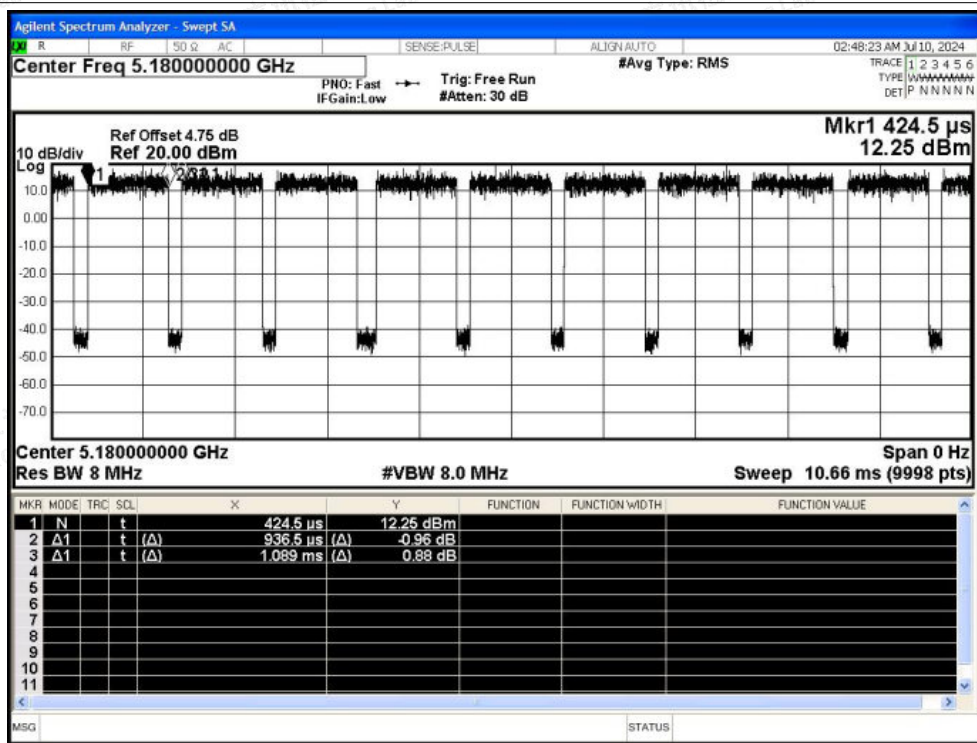 Agilent Spectrum Analyzer - Swept SA
LXI R RF 50 Ω AC SENSE:PULSE ALIGN AUTO 02:48:23 AM Jul 10, 2024
Center Freq 5.180000000 GHz #Avg Type: RMS TRACE 1 2 3 4 5 6
PNO: Fast Trig: Free Run TYPE
IFGain:Low #Atten: 30 dB DET P N N N N N
Mkr1 424.5 µs
Ref Offset 4.75 dB
10 dB/div Ref 20.00 dBm 12.25 dBm
Log
1
10.0
0.00
-10.0
-20.0
-30.0
-40.0
-50.0
-60.0
-70.0
Center 5.180000000 GHz Span 0 Hz
Res BW 8 MHz #VBW 8.0 MHz Sweep 10.66 ms (9998 pts)
MKR MODE TRC SCL X Y FUNCTION FUNCTION WIDTH FUNCTION VALUE
1 N t 424.5 µs 12.25 dBm
2 Δ1 t (Δ) 936.5 µs (Δ) -0.96 dB
3 Δ1 t (Δ) 1.089 ms (Δ) 0.88 dB
4
5
6
7
8
9
10
11
MSG STATUS